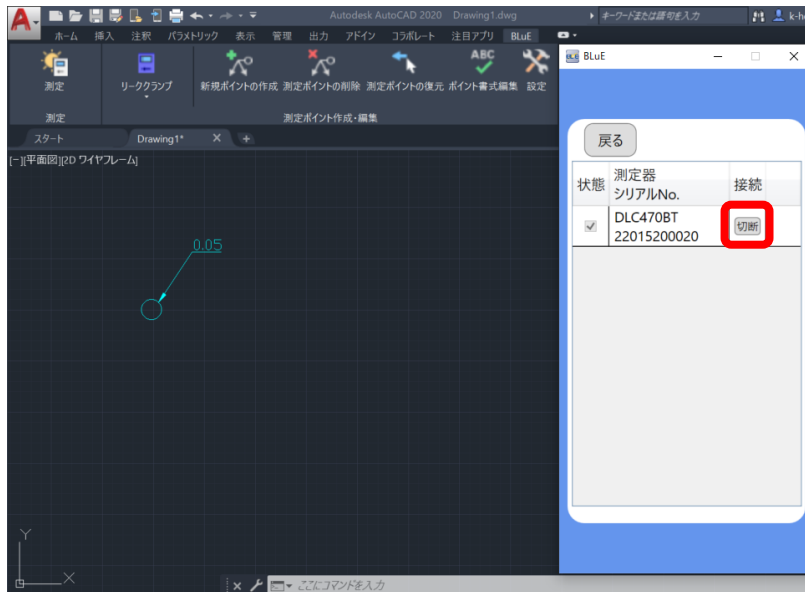 A
Autodesk AutoCAD 2020 Drawing1.dwg
キーワードまたは語句を入力
k-ha
ホーム 挿入 注釈 パラメトリック 表示 管理 出力 アドイン コラボレート 注目アプリ BLuE
測定
リーククランプ
新規ポイントの作成
測定ポイントの削除
測定ポイントの復元
ABC
ポイント書式編集
設定
測定
測定ポイント作成・編集
スタート
Drawing1*
[-][平面図][2D ワイヤフレーム]
0.05
Y
X
ここにコマンドを入力
BLuE
戻る
状態
測定器
シリアルNo.
接続
DLC470BT
22015200020
切断